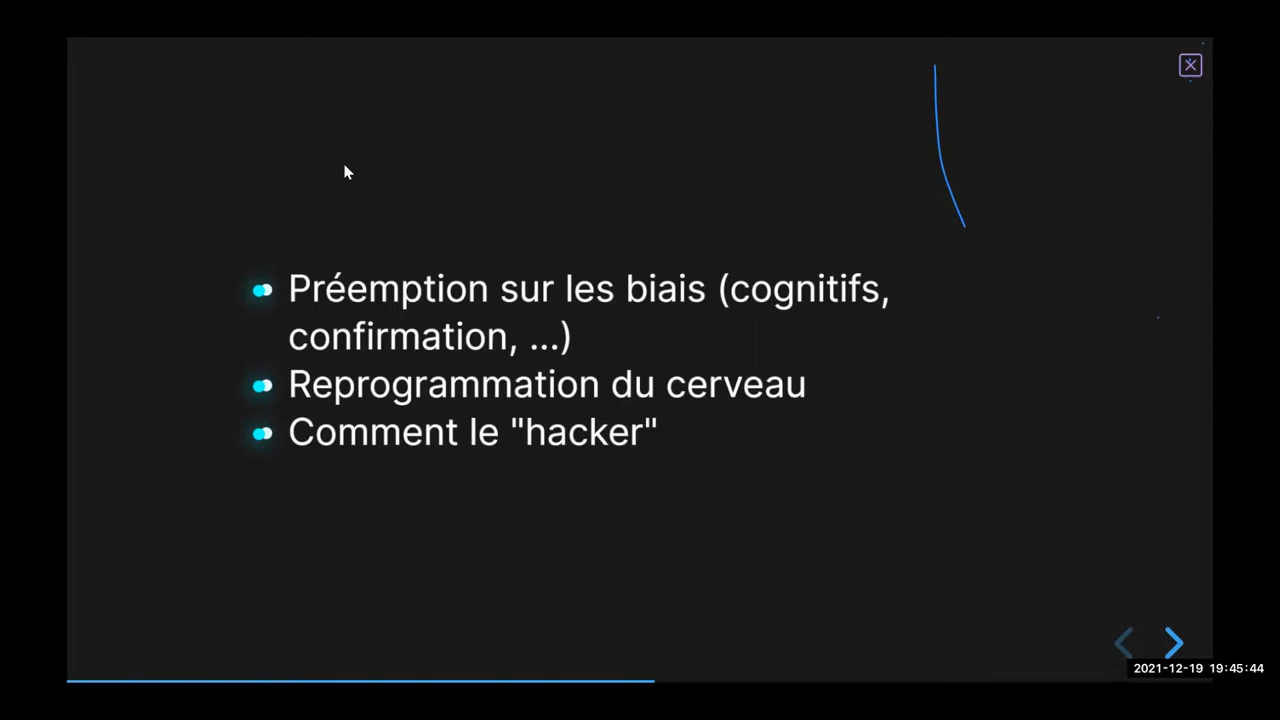 Préemption sur les biais (cognitifs,
confirmation, ...)
Reprogrammation du cerveau
Comment le "hacker"
2021-12-19 19:45:44